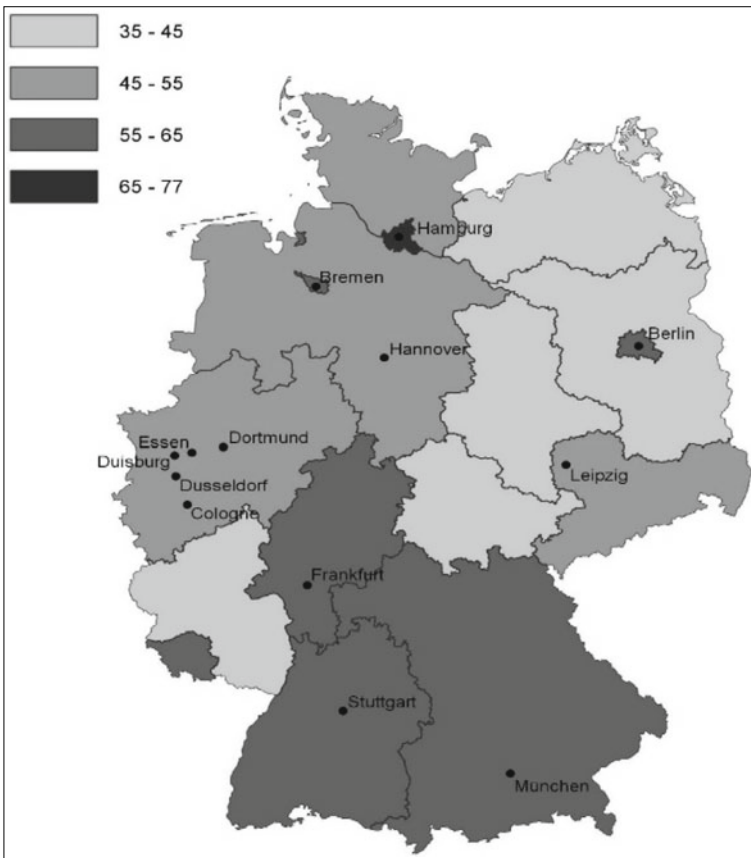 35 - 45
45 - 55
55 - 65
65 - 77
Hamburg
Bremen
Berlin
Hannover
Essen
Dortmund
Duisburg
Leipzig
Dusseldorf
Cologne
Frankfurt
Stuttgart
München